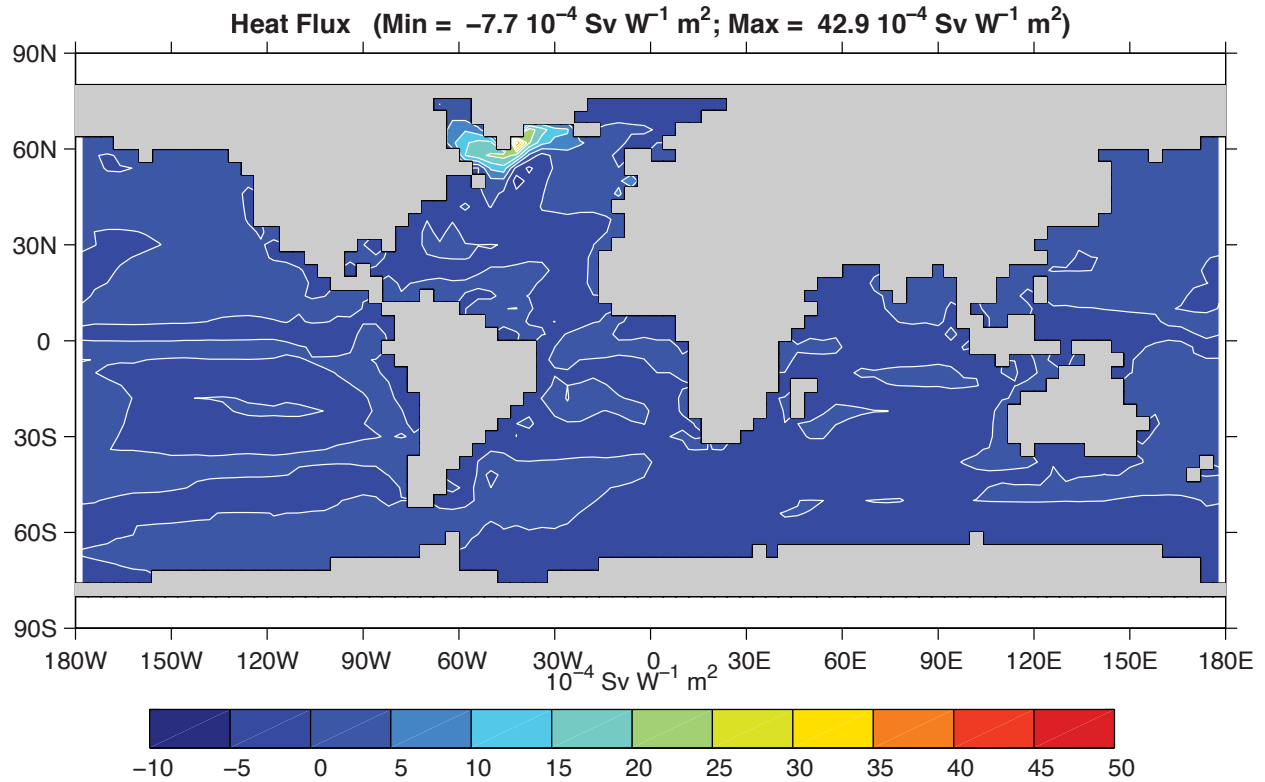 Heat Flux (Min = −7.7 10⁻⁴ Sv W⁻¹ m²; Max = 42.9 10⁻⁴ Sv W⁻¹ m²)
90N
60N
30N
0
30S
60S
90S
180W 150W 120W 90W 60W 30W 0 30E 60E 90E 120E 150E 180E
10⁻⁴ Sv W⁻¹ m²
−10 −5 0 5 10 15 20 25 30 35 40 45 50